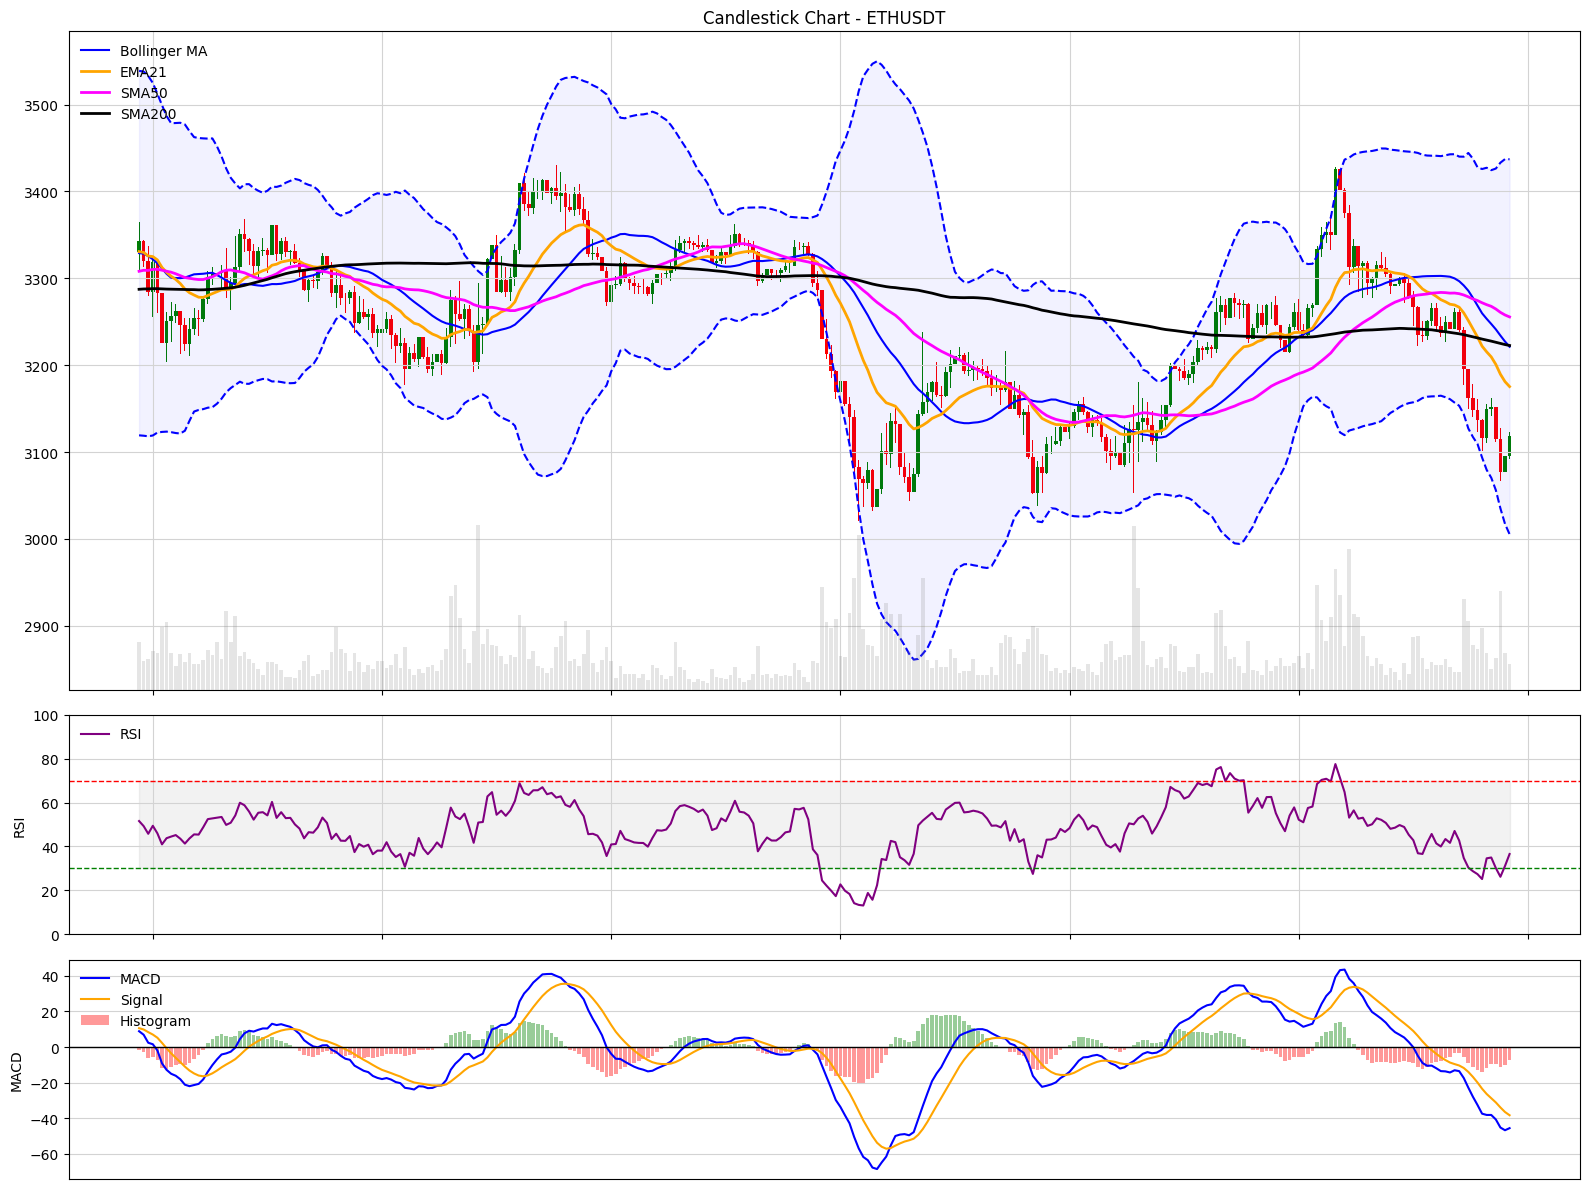 Candlestick Chart - ETHUSDT
Bollinger MA
EMA21
SMA50
SMA200
3500
3400
3300
3200
3100
3000
2900
RSI
100
80
60
40
20
0
RSI
MACD
Signal
Histogram
40
20
0
−20
−40
−60
MACD